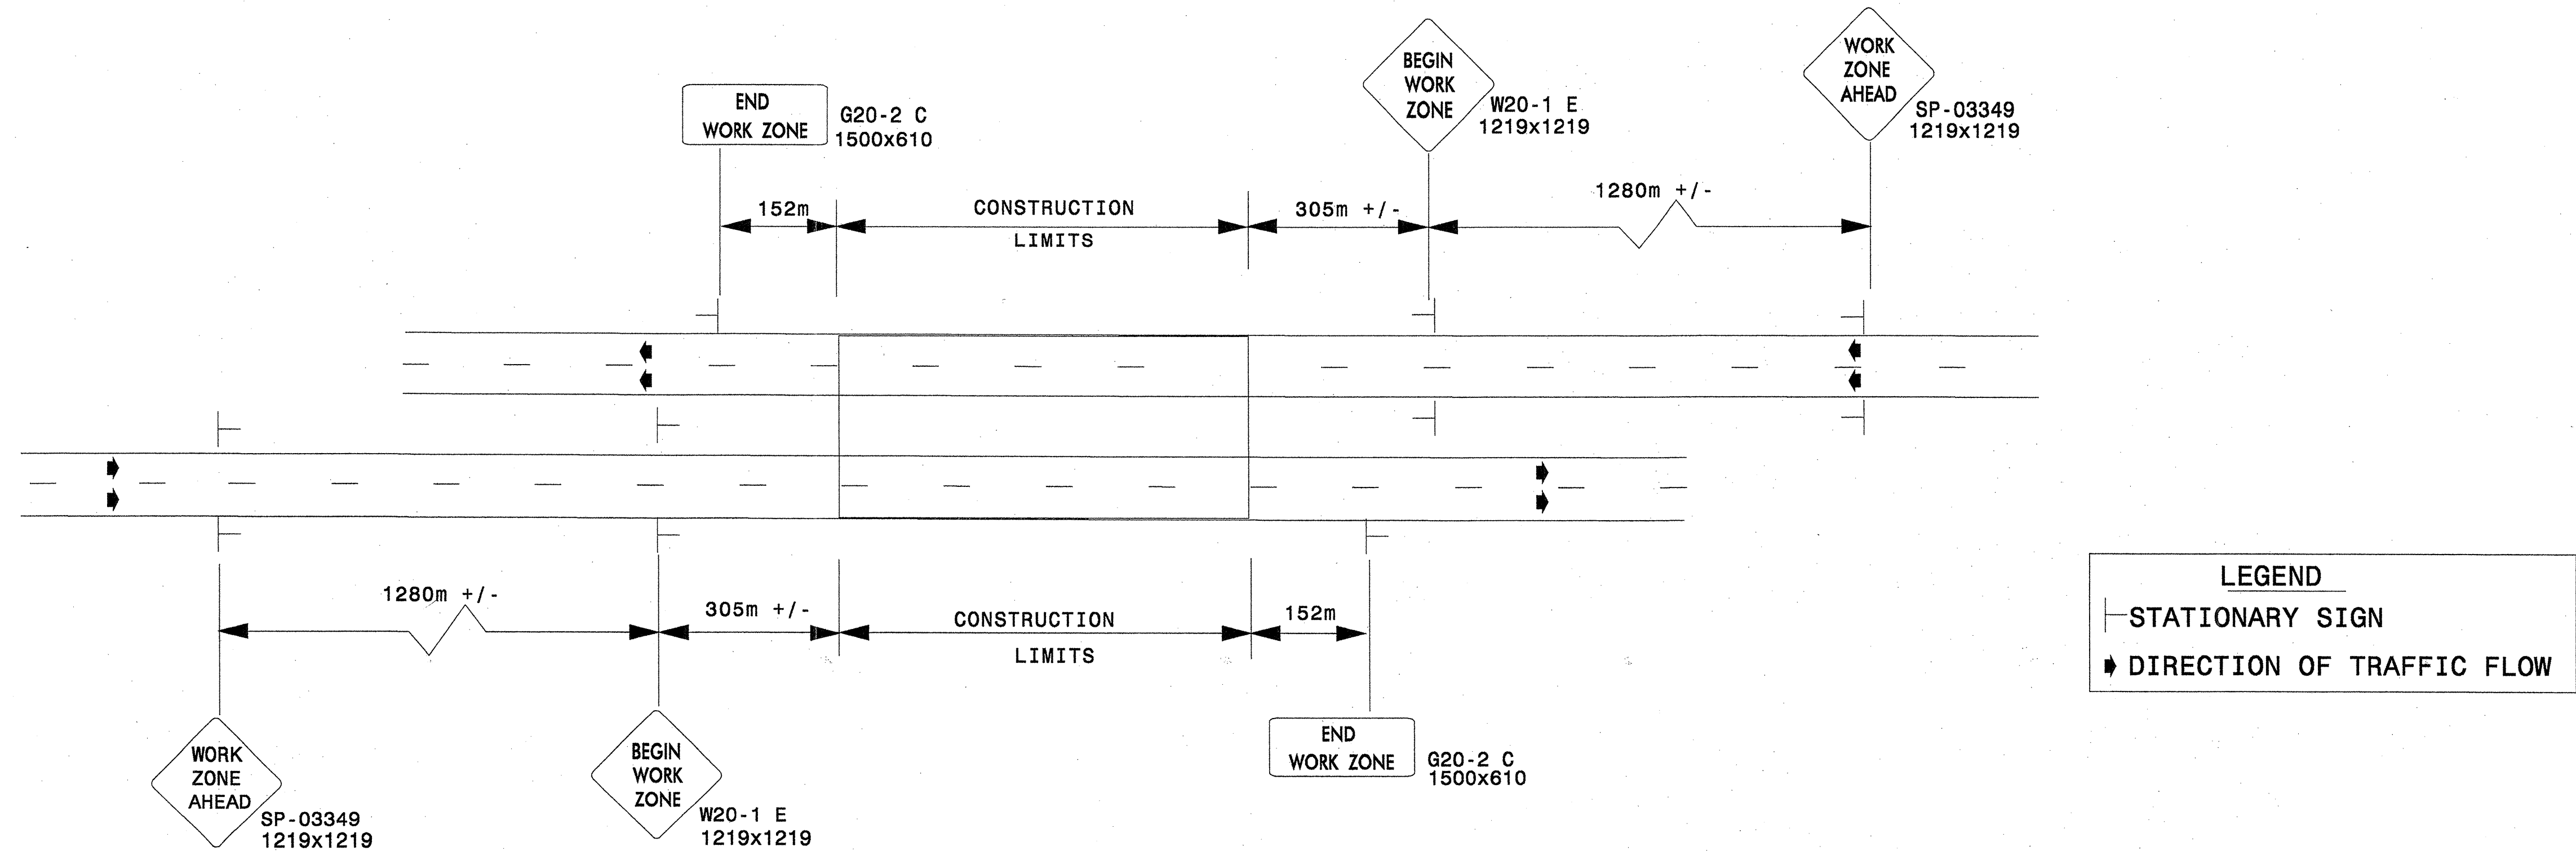 WORK
ZONE
AHEAD
SP-03349
1219x1219
BEGIN
WORK
ZONE
W20-1 E
1219x1219
END
WORK ZONE
G20-2 C
1500x610
152m
CONSTRUCTION
LIMITS
305m +/-
1280m +/-
1280m +/-
305m +/-
CONSTRUCTION
LIMITS
152m
LEGEND
STATIONARY SIGN
DIRECTION OF TRAFFIC FLOW
WORK
ZONE
AHEAD
SP-03349
1219x1219
BEGIN
WORK
ZONE
W20-1 E
1219x1219
END
WORK ZONE
G20-2 C
1500x610